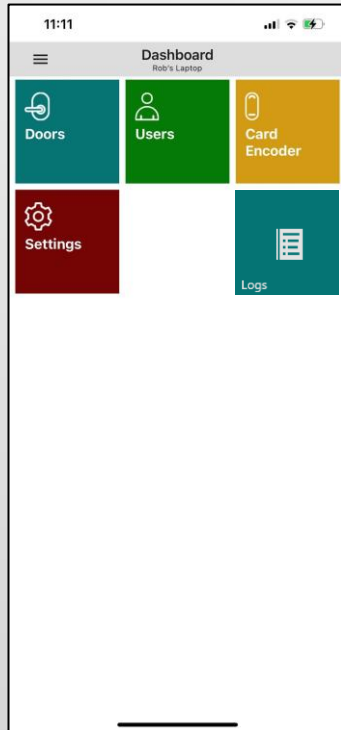 11:11
Dashboard
Rob's Laptop
Doors
Users
Card
Encoder
Settings
Logs